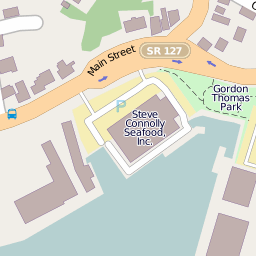 Main Street
SR 127
P
Gordon
Thomas
Park
Steve
Connolly
Seafood,
Inc.